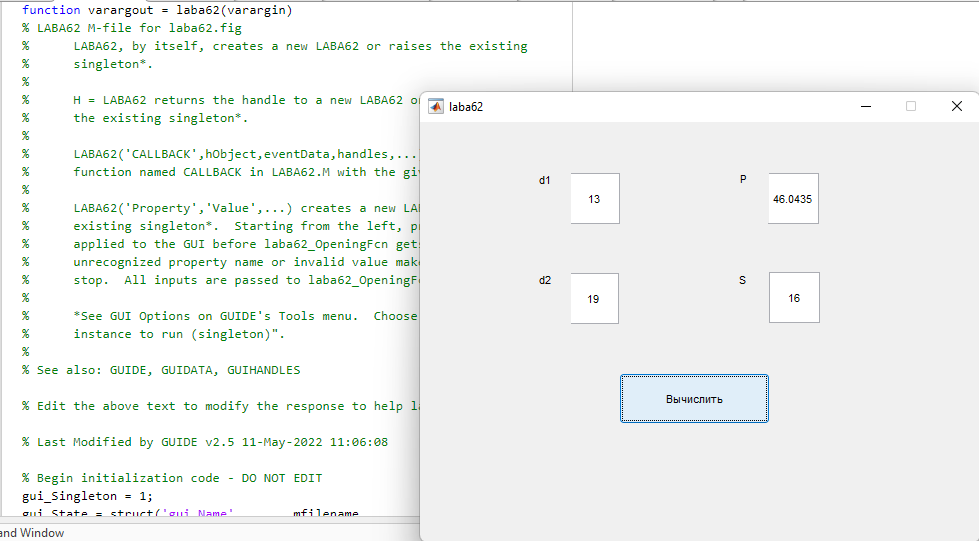 function varargout = laba62(varargin)
% LABA62 M-file for laba62.fig
%      LABA62, by itself, creates a new LABA62 or raises the existing
%      singleton*.
%
%      H = LABA62 returns the handle to a new LABA62 or
%      the existing singleton*.
%
%      LABA62('CALLBACK',hObject,eventData,handles,...
%      function named CALLBACK in LABA62.M with the
%
%      LABA62('Property','Value',...) creates a new
%      existing singleton*.  Starting from the left,
%      applied to the GUI before laba62_OpeningFcn
%      unrecognized property name or invalid value
%      stop.  All inputs are passed to
%
%      *See GUI Options on GUIDE's Tools menu.  Choose
%      instance to run (singleton)".
%
% See also: GUIDE, GUIDATA, GUIHANDLES
% Edit the above text to modify the response to help
% Last Modified by GUIDE v2.5 11-May-2022 11:06:08
% Begin initialization code - DO NOT EDIT
gui_Singleton = 1;
gui_State = struct('gui_Name', mfilename
and Window
laba62
d1
13
P
46.0435
d2
19
S
16
Вычислить